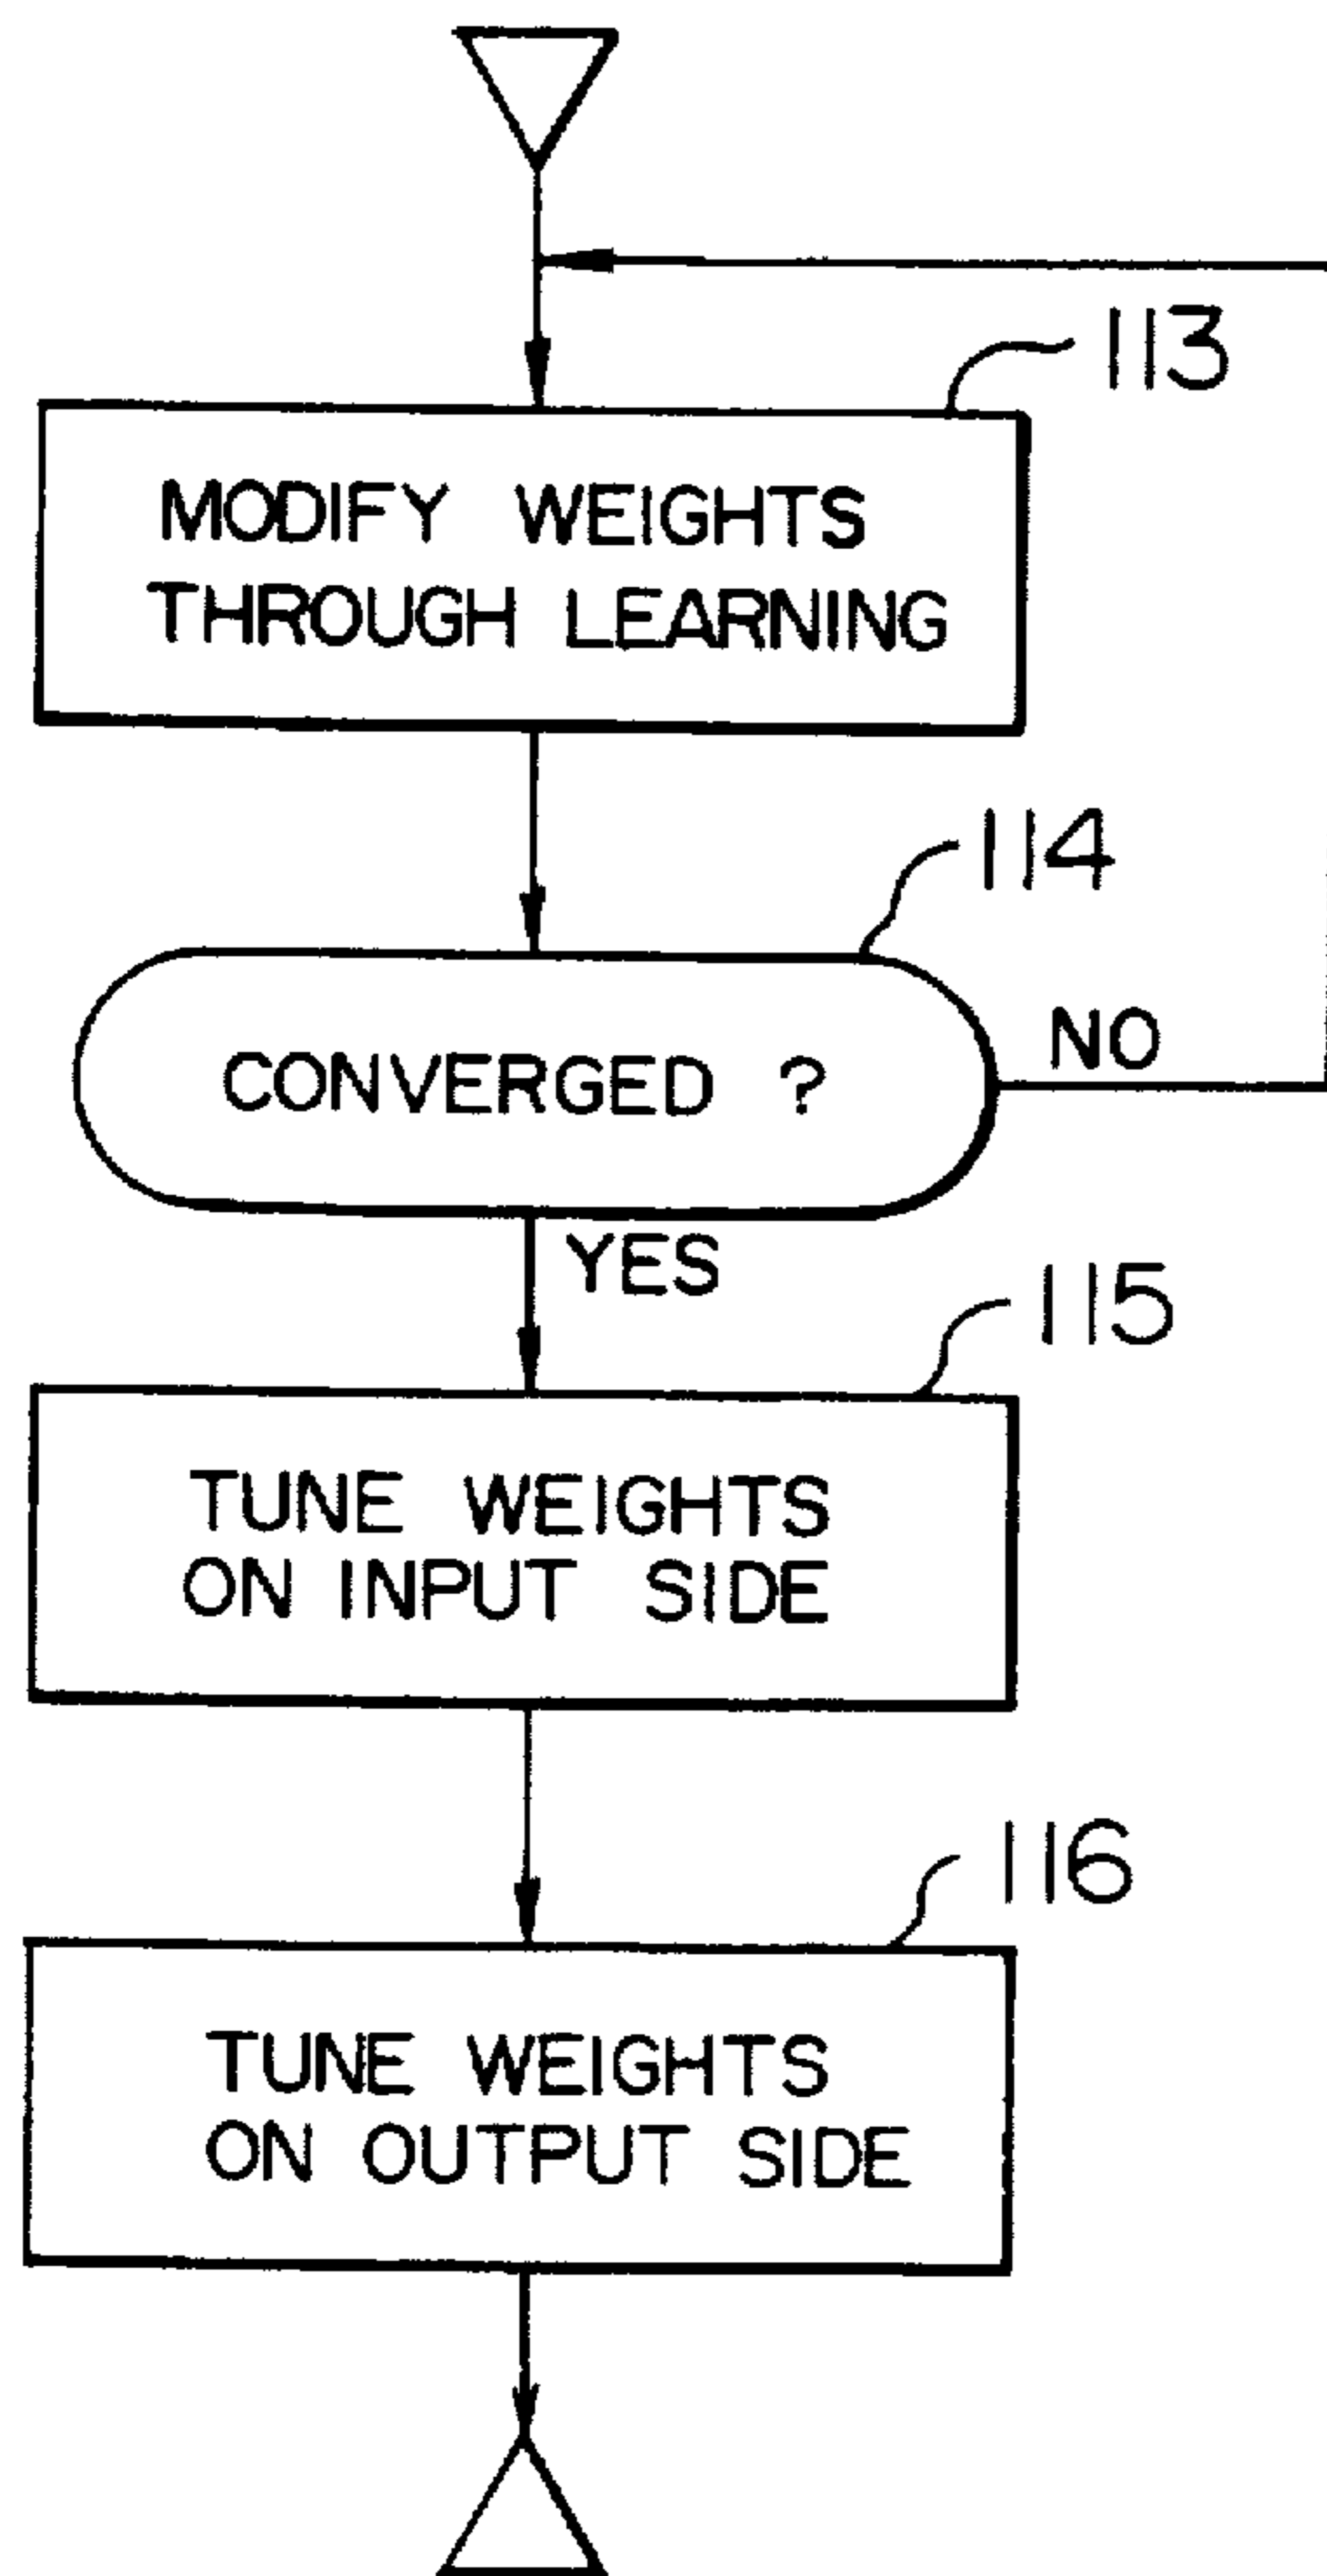 113
MODIFY WEIGHTS
THROUGH LEARNING
114
CONVERGED ?
NO
YES
115
TUNE WEIGHTS
ON INPUT SIDE
116
TUNE WEIGHTS
ON OUTPUT SIDE